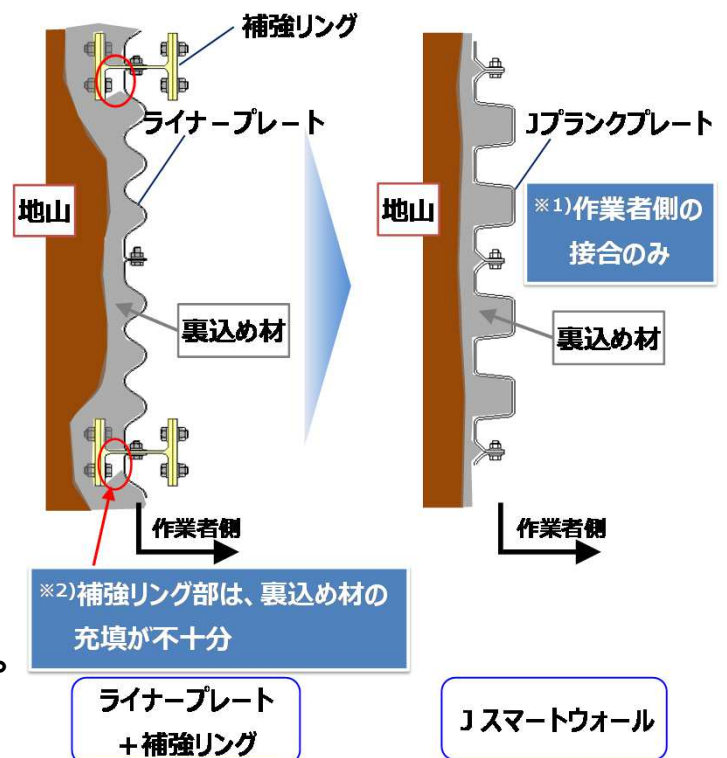 補強リング
ライナープレート
地山
裏込め材
作業者側
※2)補強リング部は、裏込め材の
充填が不十分
。
ライナープレート
+補強リング
Jプランクプレート
地山
※1)作業者側の
接合のみ
裏込め材
作業者側
Jスマートウォール